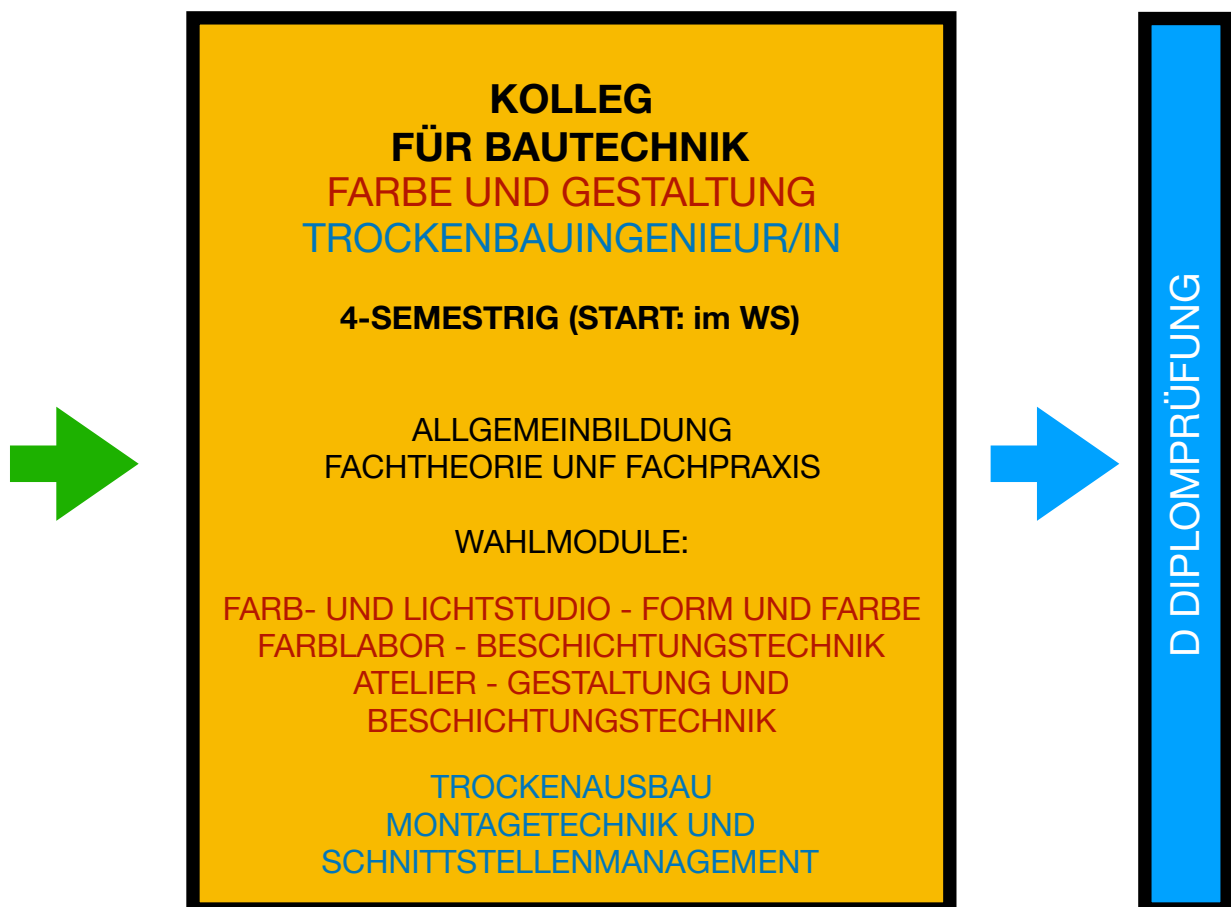 KOLLEG
FÜR BAUTECHNIK
FARBE UND GESTALTUNG
TROCKENBAUINGENIEUR/IN
4-SEMESTRIG (START: im WS)
ALLGEMEINBILDUNG
FACHTHEORIE UNF FACHPRAXIS
WAHLMODULE:
FARB- UND LICHTSTUDIO - FORM UND FARBE
FARBLABOR - BESCHICHTUNGSTECHNIK
ATELIER - GESTALTUNG UND
BESCHICHTUNGSTECHNIK
TROCKENAUSBAU
MONTAGETECHNIK UND
SCHNITTSTELLENMANAGEMENT
D DIPLOMPRÜFUNG